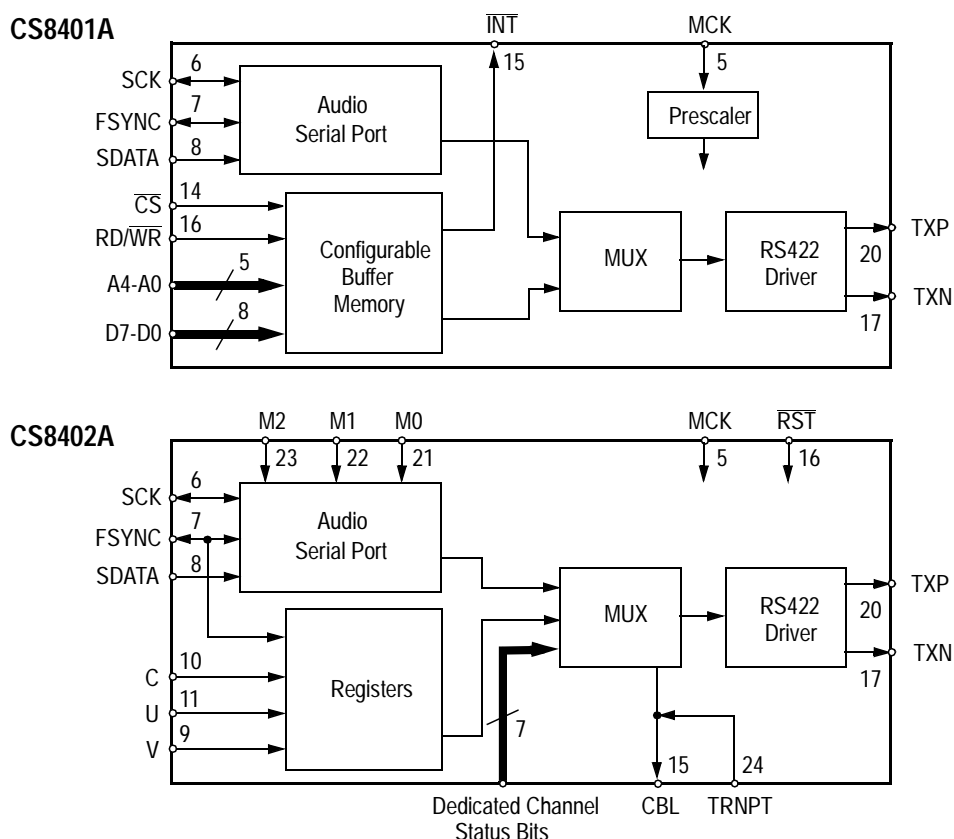 CS8401A
INT
MCK
15
5
SCK
6
FSYNC
7
SDATA
8
Audio
Serial Port
Prescaler
CS
14
RD/WR
16
A4-A0
5
D7-D0
8
Configurable
Buffer
Memory
MUX
RS422
Driver
TXP
20
TXN
17
CS8402A
M2
M1
M0
MCK
RST
23
22
21
5
16
SCK
6
FSYNC
7
SDATA
8
Audio
Serial Port
MUX
RS422
Driver
TXP
20
TXN
17
C
10
U
11
V
9
Registers
7
15
24
Dedicated Channel
Status Bits
CBL
TRNPT